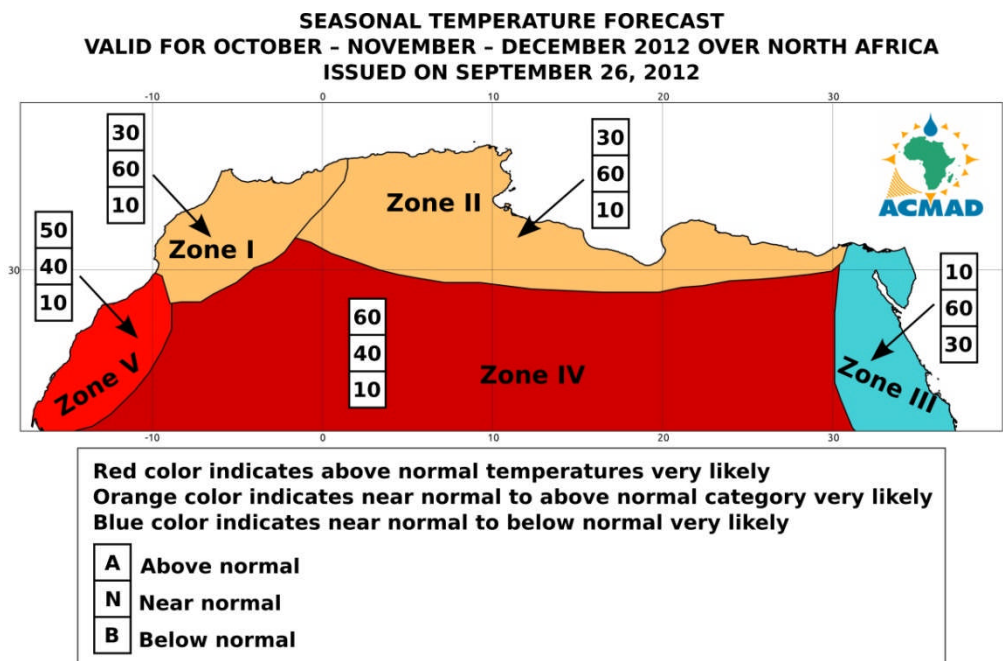 SEASONAL TEMPERATURE FORECAST
VALID FOR OCTOBER – NOVEMBER – DECEMBER 2012 OVER NORTH AFRICA
ISSUED ON SEPTEMBER 26, 2012
-10
0
10
20
30
30
60
10
30
60
10
ACMAD
Zone II
Zone I
50
40
10
30
10
60
30
60
40
10
Zone IV
Zone V
Zone III
-10
0
10
20
30
Red color indicates above normal temperatures very likely
Orange color indicates near normal to above normal category very likely
Blue color indicates near normal to below normal very likely
A Above normal
N Near normal
B Below normal